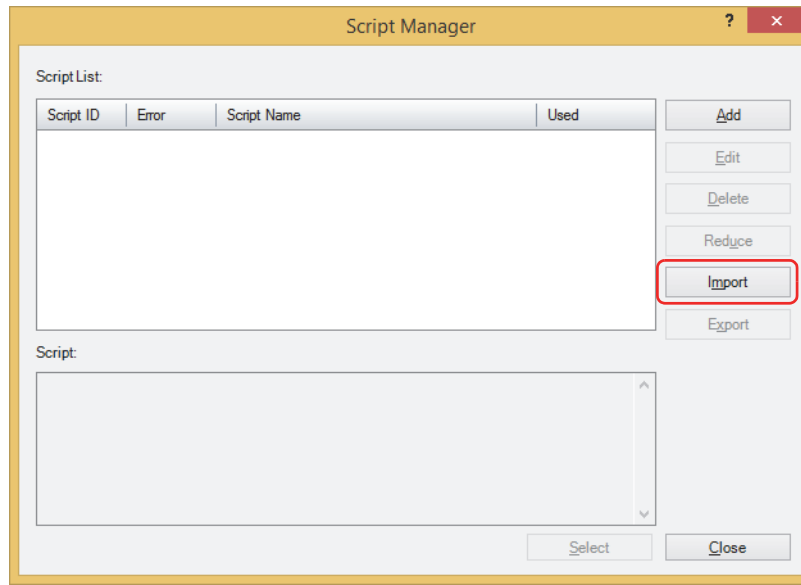 Script Manager
?
Script List:
Script ID Error Script Name Used
Add
Edit
Delete
Reduce
Import
Export
Script:
Select Close